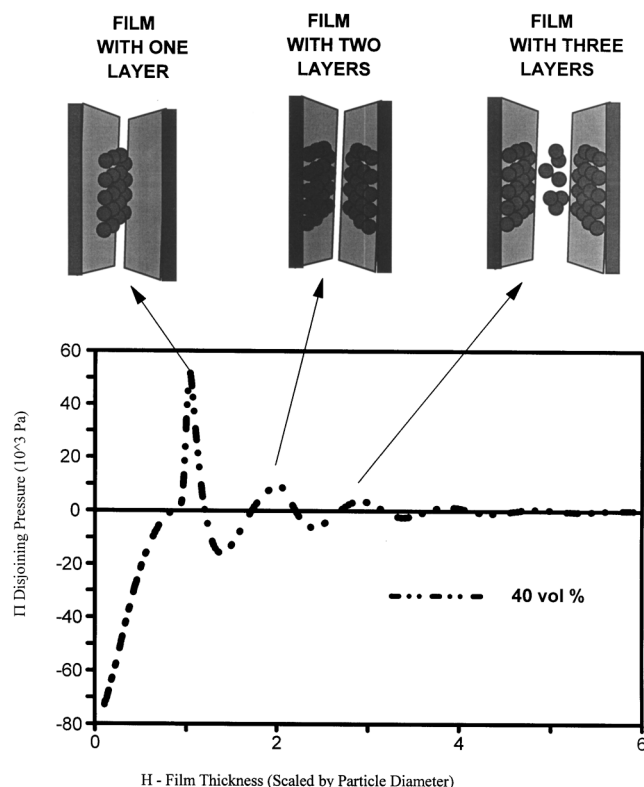 FILM
WITH ONE
LAYER
FILM
WITH TWO
LAYERS
FILM
WITH THREE
LAYERS
60
40
20
0
-20
-40
-60
-80
Π Disjoining Pressure (10^3 Pa)
40 vol %
0
2
4
6
H - Film Thickness (Scaled by Particle Diameter)